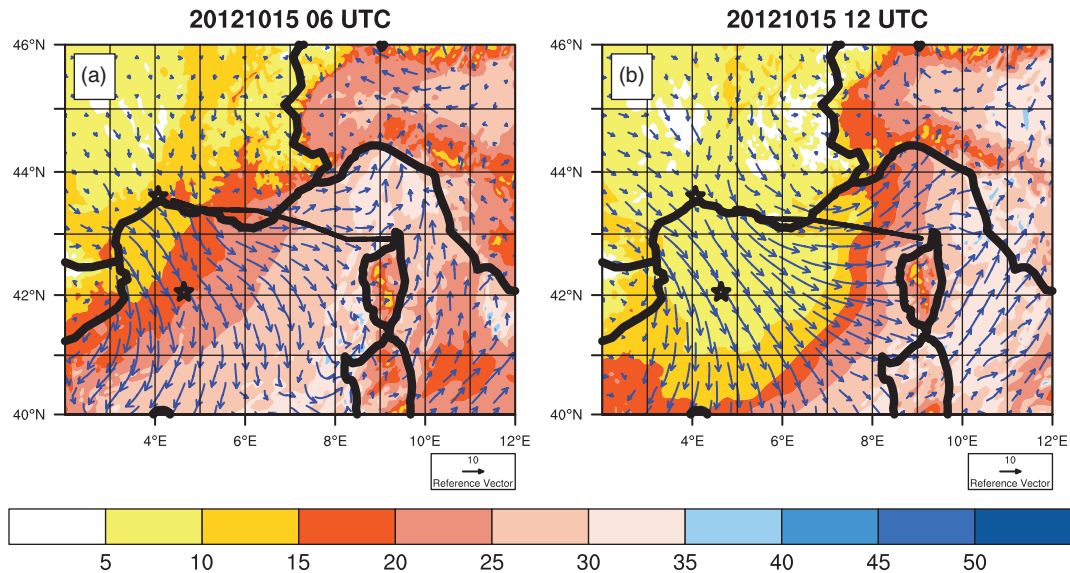 20121015 06 UTC
20121015 12 UTC
46°N
(a)
44°N
42°N
40°N
4°E
6°E
8°E
10°E
12°E
10
Reference Vector
46°N
(b)
44°N
42°N
40°N
4°E
6°E
8°E
10°E
12°E
10
Reference Vector
5
10
15
20
25
30
35
40
45
50